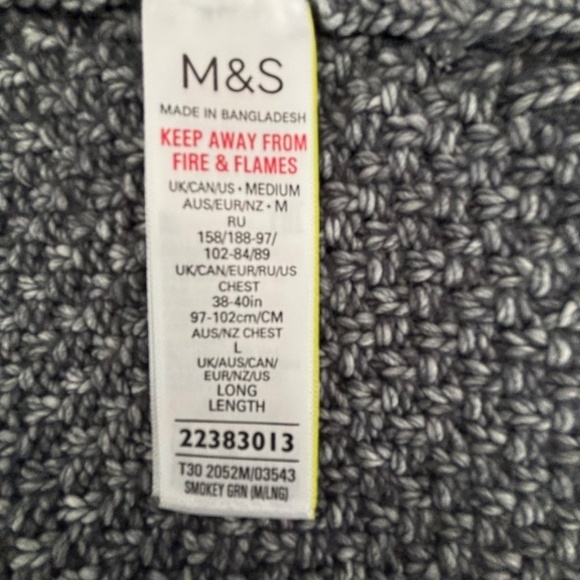 M&S
MADE IN BANGLADESH
KEEP AWAY FROM
FIRE & FLAMES
UK/CAN/US • MEDIUM
AUS/EUR/NZ • M
RU
158/188-97/
102-84/89
UK/CAN/EUR/RU/US
CHEST
38-40in
97-102cm/CM
AUS/NZ CHEST
L
UK/AUS/CAN/
EUR/NZ/US
LONG
LENGTH
22383013
T30 2052M/03543
SMOKEY GRN (M/LNG)